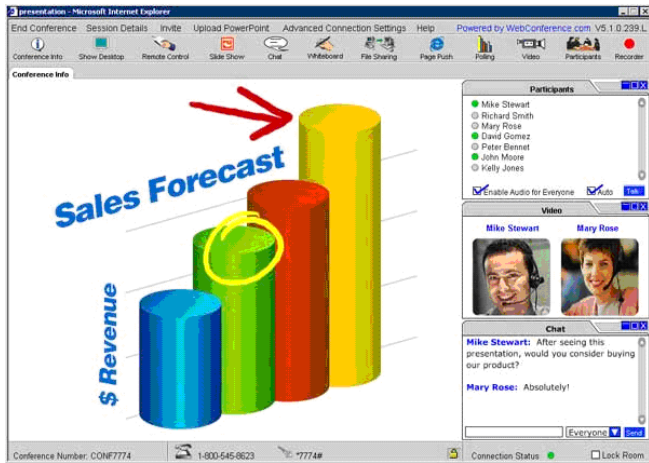 presentation - Microsoft Internet Explorer
End Conference Session Details Invite Upload PowerPoint Advanced Connection Settings Help Powered by WebConference.com V5.1.0.239.L
Conference Info Show Desktop Remote Control Slide Show Chat Whiteboard File Sharing Page Push Polling Video Participants Recorder
Conference Info
Sales Forecast
$ Revenue
Participants
Mike Stewart
Richard Smith
Mary Rose
David Gomez
Peter Bennet
John Moore
Kelly Jones
Enable Audio for Everyone Auto Talk
Video
Mike Stewart Mary Rose
Chat
Mike Stewart: After seeing this
presentation, would you consider buying
our product?
Mary Rose: Absolutely!
Everyone Send
Conference Number: CONF7774 1-800-545-8623 *7774# Connection Status Lock Room